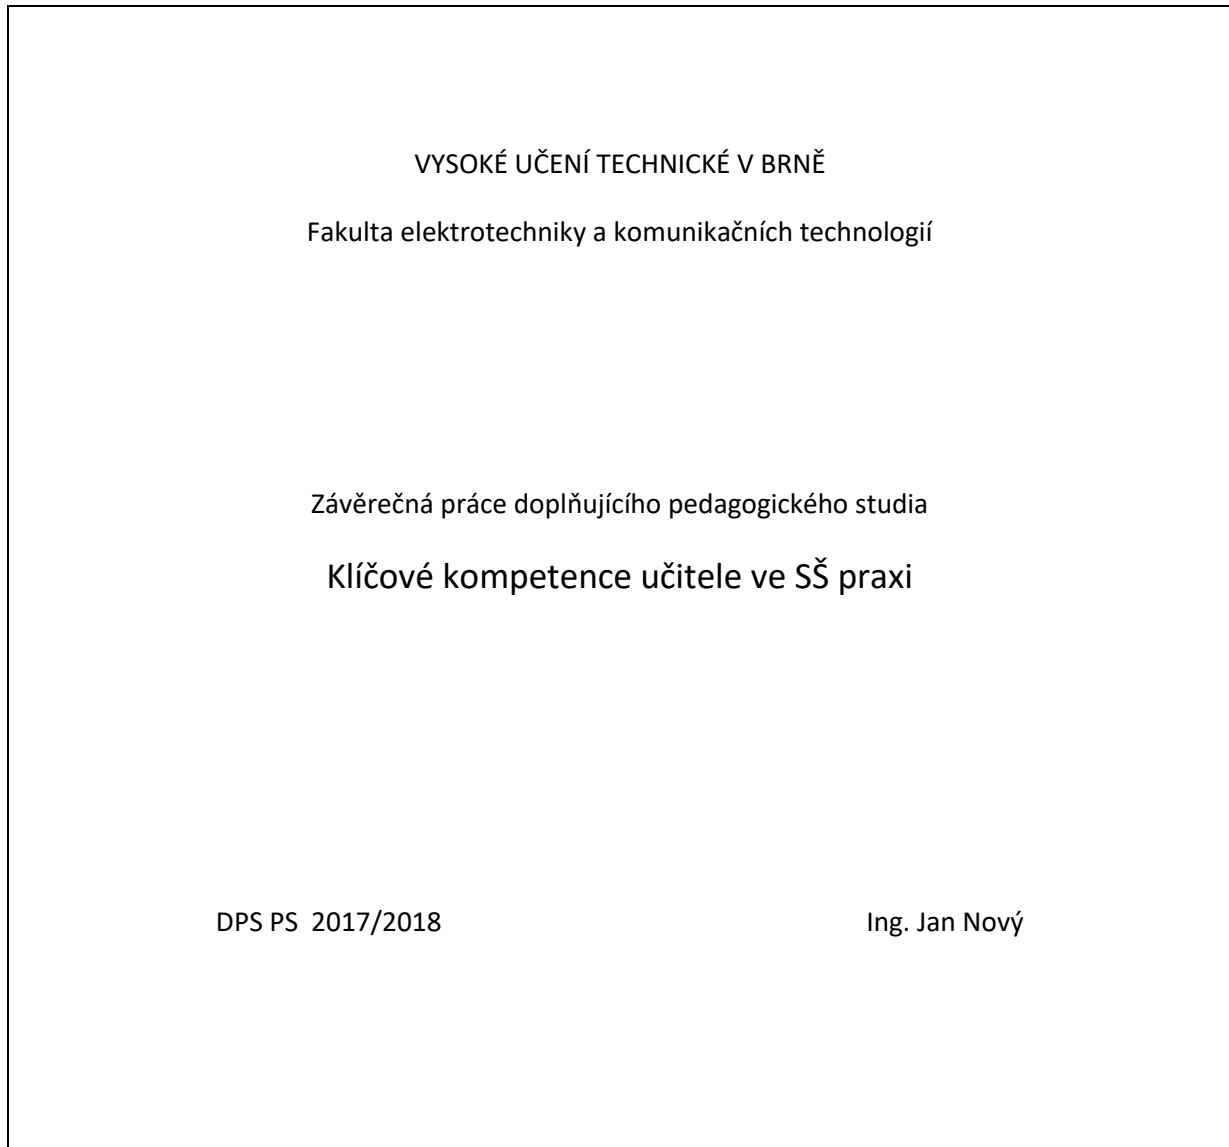 VYSOKÉ UČENÍ TECHNICKÉ V BRNĚ
Fakulta elektrotechniky a komunikačních technologií
Závěrečná práce doplňujícího pedagogického studia
Klíčové kompetence učitele ve SŠ praxi
DPS PS  2017/2018 Ing. Jan Nový